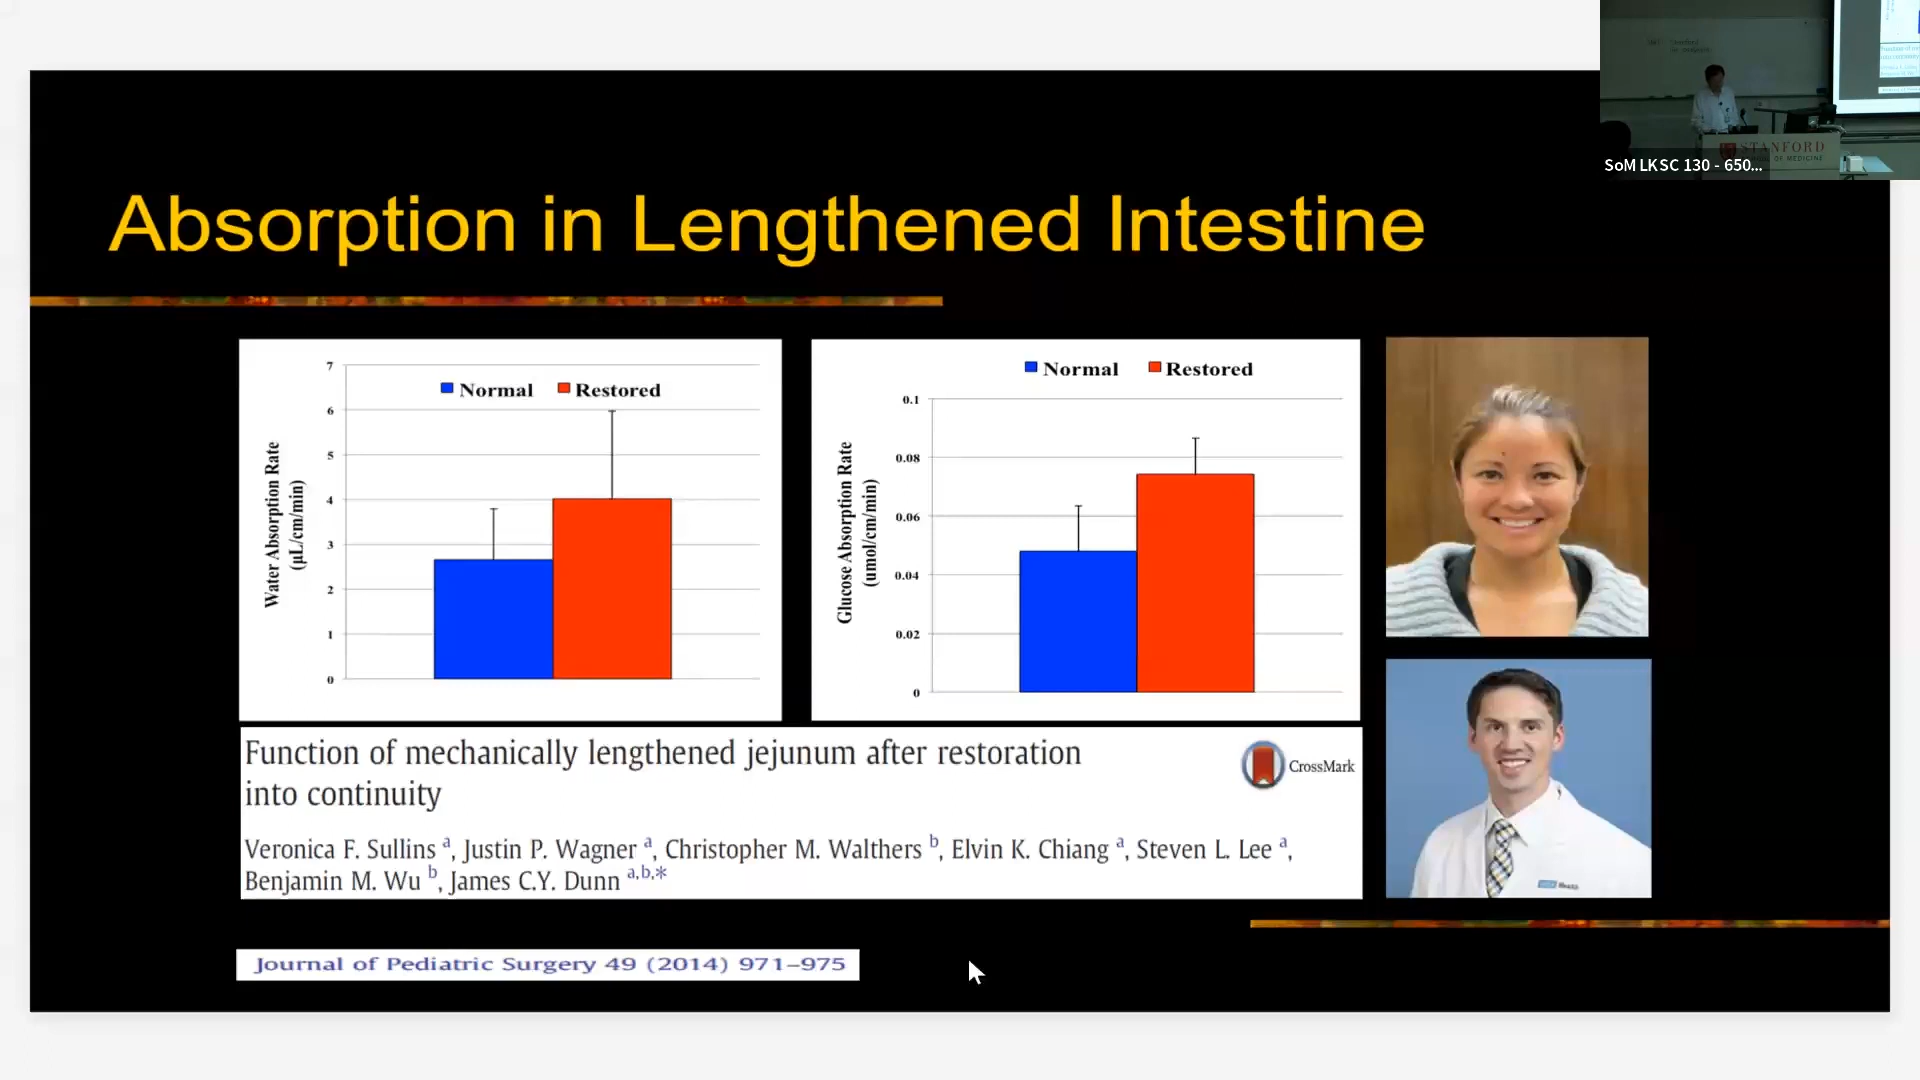 SoM LKSC 130 - 650...
STANFORD
SCHOOL OF MEDICINE
Absorption in Lengthened Intestine
7
6
5
4
3
2
1
0
Water Absorption Rate
(µL/cm/min)
Normal Restored
0.1
0.08
0.06
0.04
0.02
0
Glucose Absorption Rate
(umol/cm/min)
Normal Restored
Function of mechanically lengthened jejunum after restoration
into continuity
CrossMark
Veronica F. Sullins a, Justin P. Wagner a, Christopher M. Walthers b, Elvin K. Chiang a, Steven L. Lee a,
Benjamin M. Wu b, James C.Y. Dunn a,b,*
Journal of Pediatric Surgery 49 (2014) 971–975